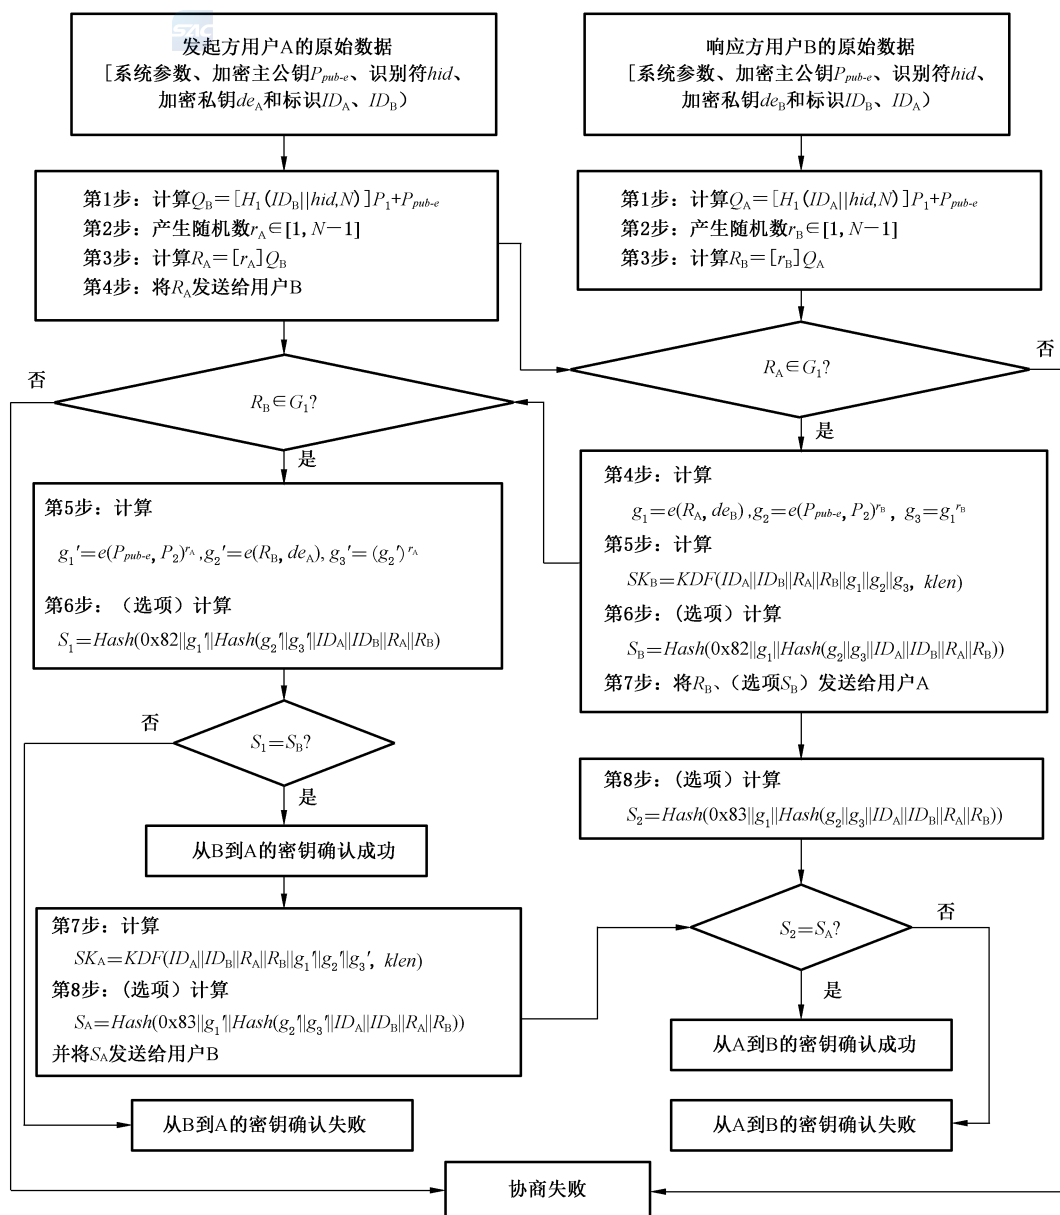 SAC
发起方用户A的原始数据
[系统参数、加密主公钥Ppub-e、识别符hid、
加密私钥deA和标识IDA、IDB)
第1步：计算QB=[H1(IDB||hid,N)]P1+Ppub-e
第2步：产生随机数rA∈[1, N-1]
第3步：计算RA=[rA]QB
第4步：将RA发送给用户B
否
RB∈G1?
是
第5步：计算
g1′=e(Ppub-e, P2)^rA,g2′=e(RB, deA), g3′=(g2′)^rA
第6步：（选项）计算
S1=Hash(0x82||g1′||Hash(g2′||g3′||IDA||IDB||RA||RB)
否
S1=SB?
是
从B到A的密钥确认成功
第7步：计算
SKA=KDF(IDA||IDB||RA||RB||g1′||g2′||g3′, klen)
第8步：(选项）计算
SA=Hash(0x83||g1′||Hash(g2′||g3′||IDA||IDB||RA||RB))
并将SA发送给用户B
从B到A的密钥确认失败
响应方用户B的原始数据
[系统参数、加密主公钥Ppub-e、识别符hid、
加密私钥deB和标识IDB、IDA)
第1步：计算QA=[H1(IDA||hid,N)]P1+Ppub-e
第2步：产生随机数rB∈[1, N-1]
第3步：计算RB=[rB]QA
否
RA∈G1?
是
第4步：计算
g1=e(RA, deB),g2=e(Ppub-e, P2)^rB, g3=g1^rB
第5步：计算
SKB=KDF(IDA||IDB||RA||RB||g1||g2||g3, klen)
第6步：(选项）计算
SB=Hash(0x82||g1||Hash(g2||g3||IDA||IDB||RA||RB))
第7步：将RB、（选项SB）发送给用户A
第8步：(选项）计算
S2=Hash(0x83||g1||Hash(g2||g3||IDA||IDB||RA||RB))
否
S2=SA?
是
从A到B的密钥确认成功
从A到B的密钥确认失败
协商失败